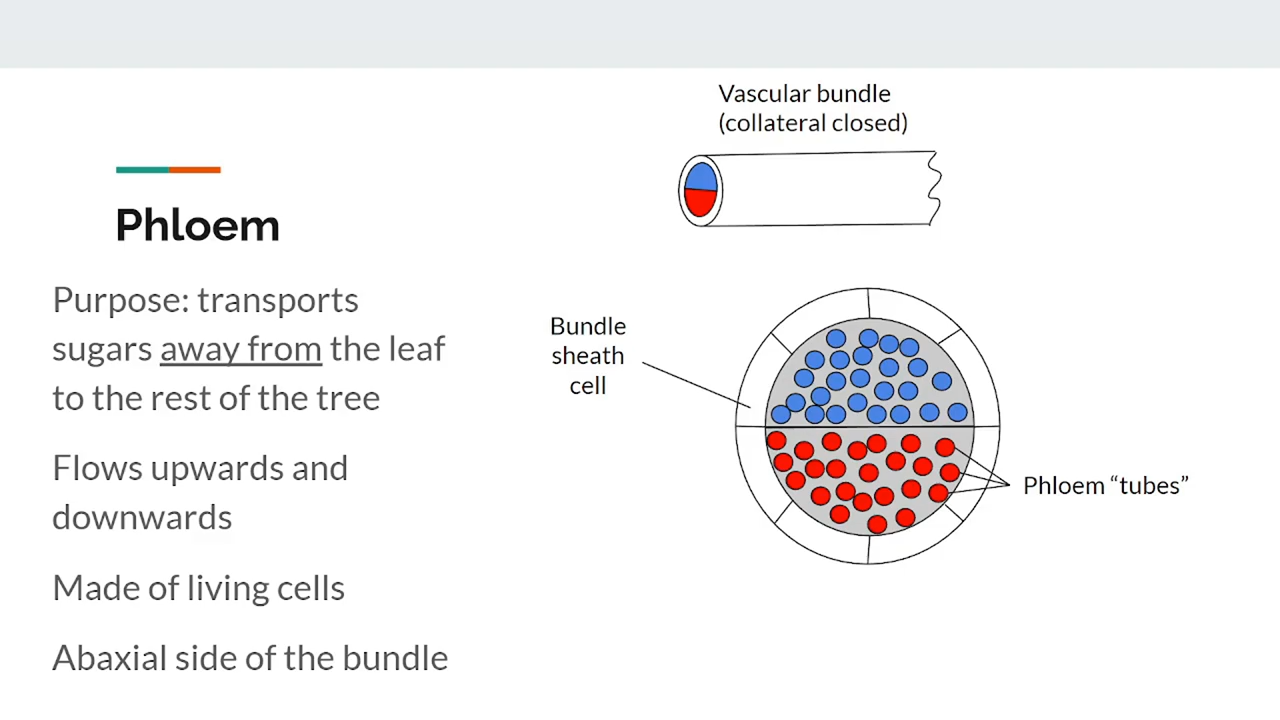 Phloem
Purpose: transports
sugars away from the leaf
to the rest of the tree
Flows upwards and
downwards
Made of living cells
Abaxial side of the bundle
Vascular bundle
(collateral closed)
Bundle
sheath
cell
Phloem “tubes”